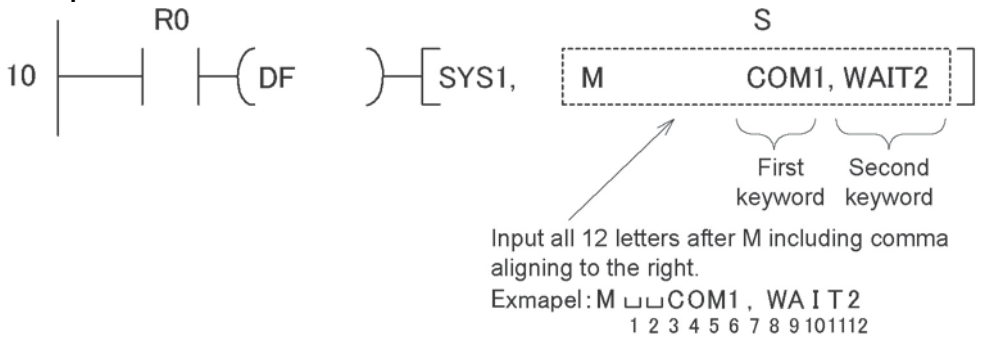 R0 S
10 DF SYS1, M COM1, WAIT2
First Second
keyword keyword
Input all 12 letters after M including comma
aligning to the right.
Exmapel: M ␣␣COM1, WAIT2
1 2 3 4 5 6 7 8 9 10 11 12